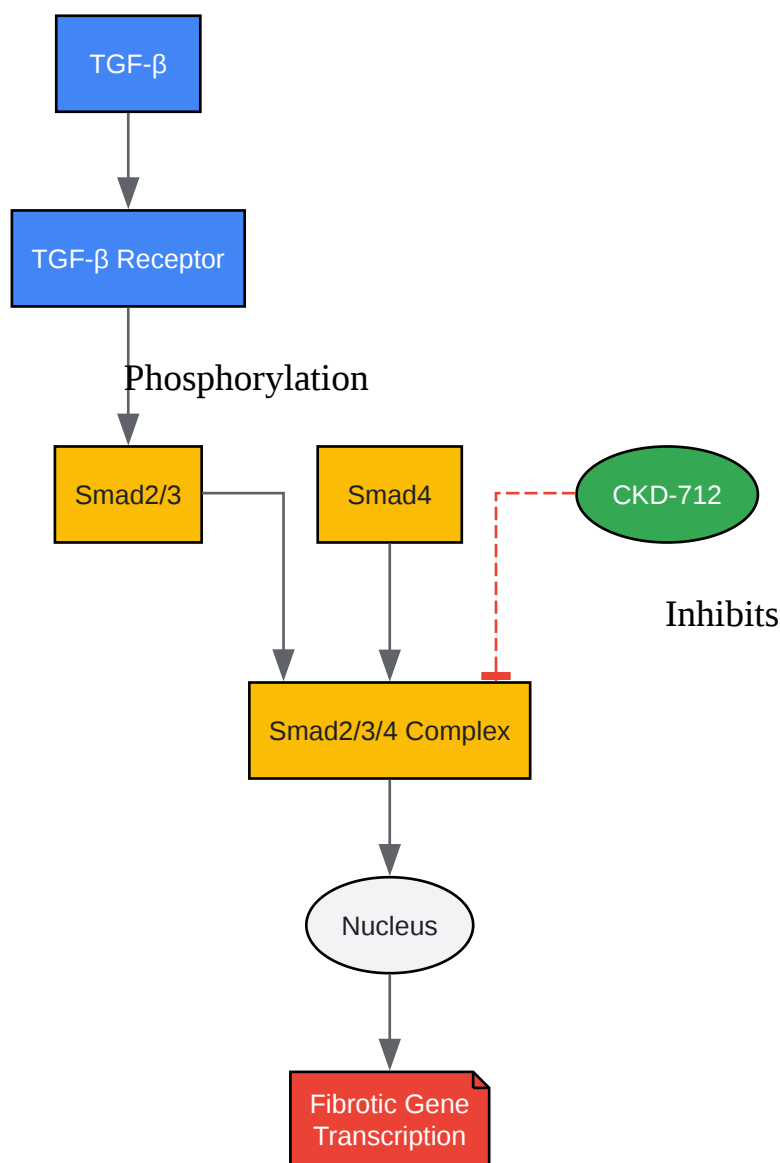 TGF-β
TGF-β Receptor
Phosphorylation
Smad2/3
Smad4
CKD-712
Inhibits
Smad2/3/4 Complex
Nucleus
Fibrotic Gene
Transcription